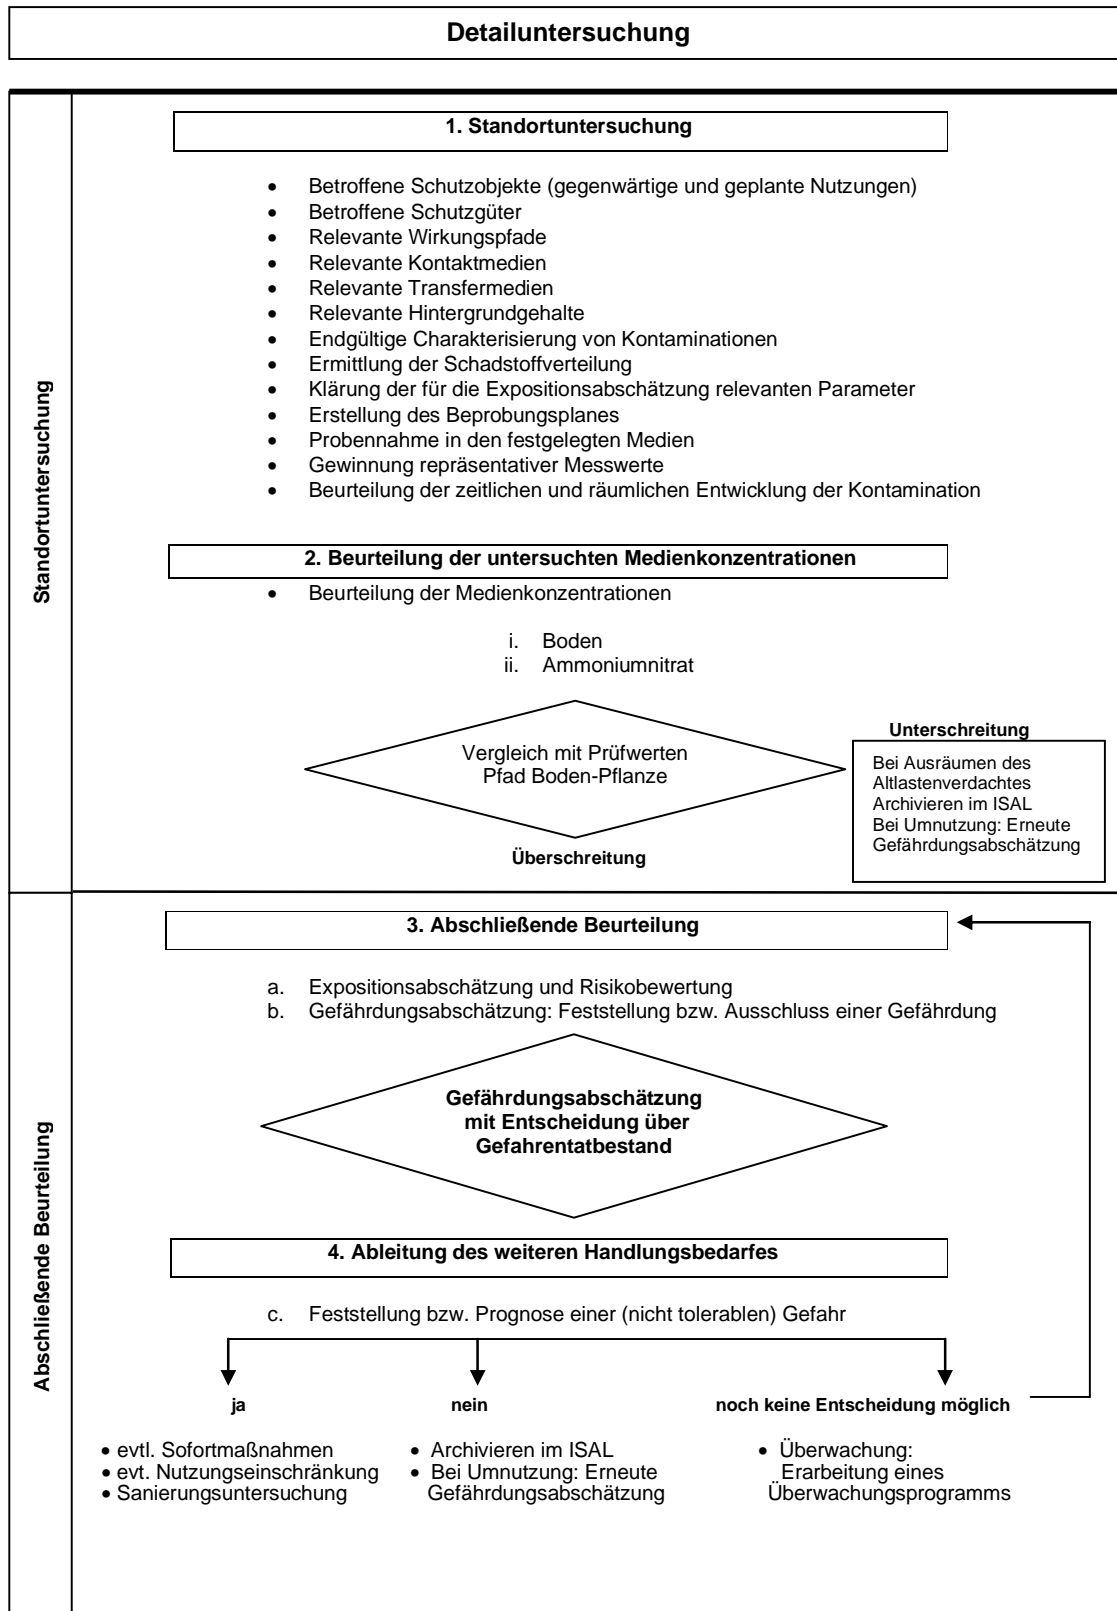 Detailuntersuchung
Standortuntersuchung
1. Standortuntersuchung
• Betroffene Schutzobjekte (gegenwärtige und geplante Nutzungen)
• Betroffene Schutzgüter
• Relevante Wirkungspfade
• Relevante Kontaktmedien
• Relevante Transfermedien
• Relevante Hintergrundgehalte
• Endgültige Charakterisierung von Kontaminationen
• Ermittlung der Schadstoffverteilung
• Klärung der für die Expositionsabschätzung relevanten Parameter
• Erstellung des Beprobungsplanes
• Probennahme in den festgelegten Medien
• Gewinnung repräsentativer Messwerte
• Beurteilung der zeitlichen und räumlichen Entwicklung der Kontamination
2. Beurteilung der untersuchten Medienkonzentrationen
• Beurteilung der Medienkonzentrationen
i. Boden
ii. Ammoniumnitrat
Vergleich mit Prüfwerten
Pfad Boden-Pflanze
Überschreitung
Unterschreitung
Bei Ausräumen des
Altlastenverdachtes
Archivieren im ISAL
Bei Umnutzung: Erneute
Gefährdungsabschätzung
Abschließende Beurteilung
3. Abschließende Beurteilung
a. Expositionsabschätzung und Risikobewertung
b. Gefährdungsabschätzung: Feststellung bzw. Ausschluss einer Gefährdung
Gefährdungsabschätzung
mit Entscheidung über
Gefahrentatbestand
4. Ableitung des weiteren Handlungsbedarfes
c. Feststellung bzw. Prognose einer (nicht tolerablen) Gefahr
ja
• evtl. Sofortmaßnahmen
• evt. Nutzungseinschränkung
• Sanierungsuntersuchung
nein
• Archivieren im ISAL
• Bei Umnutzung: Erneute
Gefährdungsabschätzung
noch keine Entscheidung möglich
• Überwachung:
Erarbeitung eines
Überwachungsprogramms